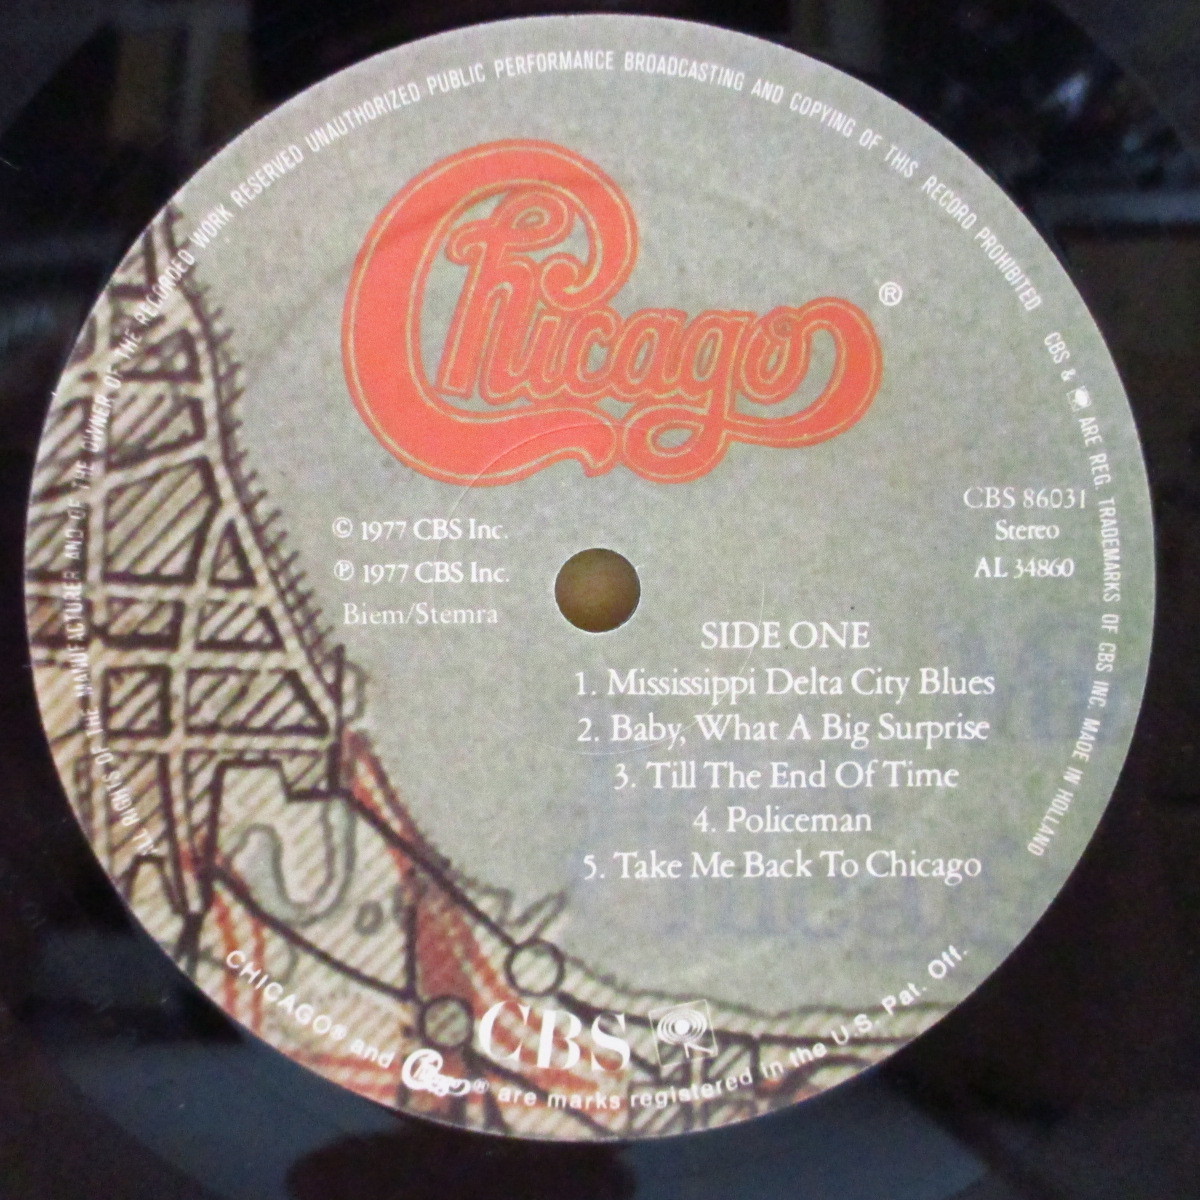 ALL RIGHTS OF THE MANUFACTURER AND OF THE OWNER OF THE RECORDED WORK RESERVED UNAUTHORIZED PUBLIC PERFORMANCE BROADCASTING AND COPYING OF THIS RECORD PROHIBITED CBS & ARE REG. TRADEMARKS OF CBS INC. MADE IN HOLLAND
Chicago
®
© 1977 CBS Inc.
℗ 1977 CBS Inc.
Biem/Stemra
CBS 86031
Stereo
AL 34860
SIDE ONE
1. Mississippi Delta City Blues
2. Baby, What A Big Surprise
3. Till The End Of Time
4. Policeman
5. Take Me Back To Chicago
CBS
CHICAGO® and Chicago® are marks registered in the U.S. Pat. Off.